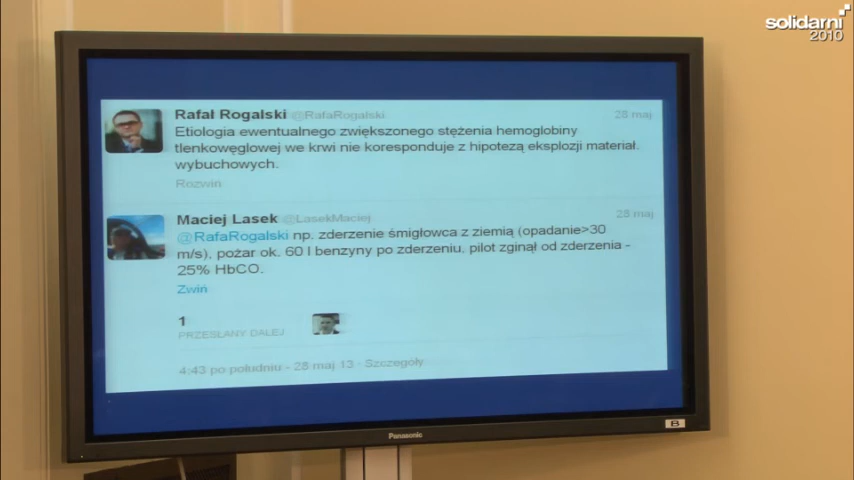 solidarni
2010
Rafał Rogalski @RafaRogalski
28 maj
Etiologia ewentualnego zwiększonego stężenia hemoglobiny
tlenkowęglowej we krwi nie koresponduje z hipotezą eksplozji materiał.
wybuchowych.
Rozwiń
Maciej Lasek @LasekMaciej
28 maj
@RafaRogalski np. zderzenie śmigłowca z ziemią (opadanie>30
m/s), pożar ok. 60 l benzyny po zderzeniu, pilot zginął od zderzenia -
25% HbCO.
Zwiń
1
PRZESŁANY DALEJ
4:43 po południu - 28 maj 13 · Szczegóły
Panasonic
B